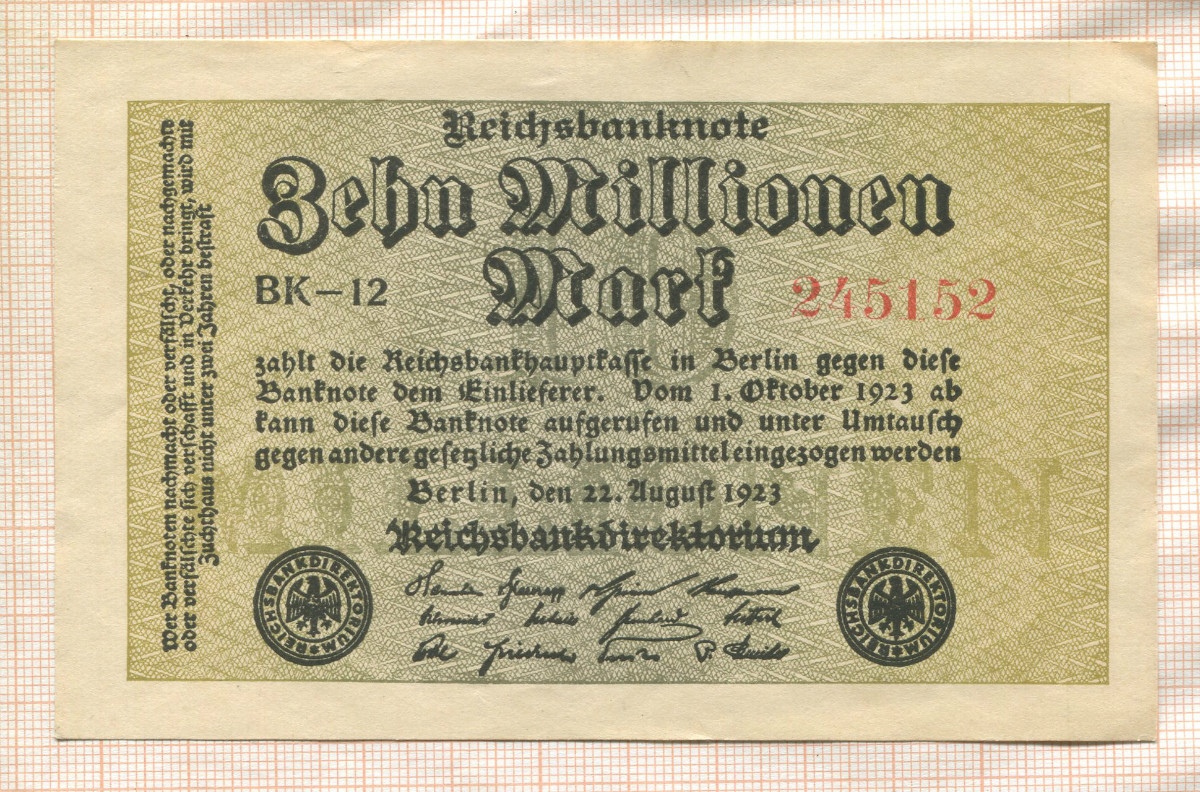 Reichsbanknote
Zehn Millionen
Mark
BK–12
245152
zahlt die Reichsbankhauptkasse in Berlin gegen diese
Banknote dem Einlieferer. Vom 1. Oktober 1923 ab
kann diese Banknote aufgerufen und unter Umtausch
gegen andere gesetzliche Zahlungsmittel eingezogen werden
Berlin, den 22. August 1923
Reichsbankdirektorium
REICHSBANKDIREKTORIUM
REICHSBANKDIREKTORIUM
Wer Banknoten nachmacht oder verfälscht, oder nachgemachte
oder verfälschte sich verschafft und in Verkehr bringt, wird mit
Zuchthaus nicht unter zwei Jahren bestraft